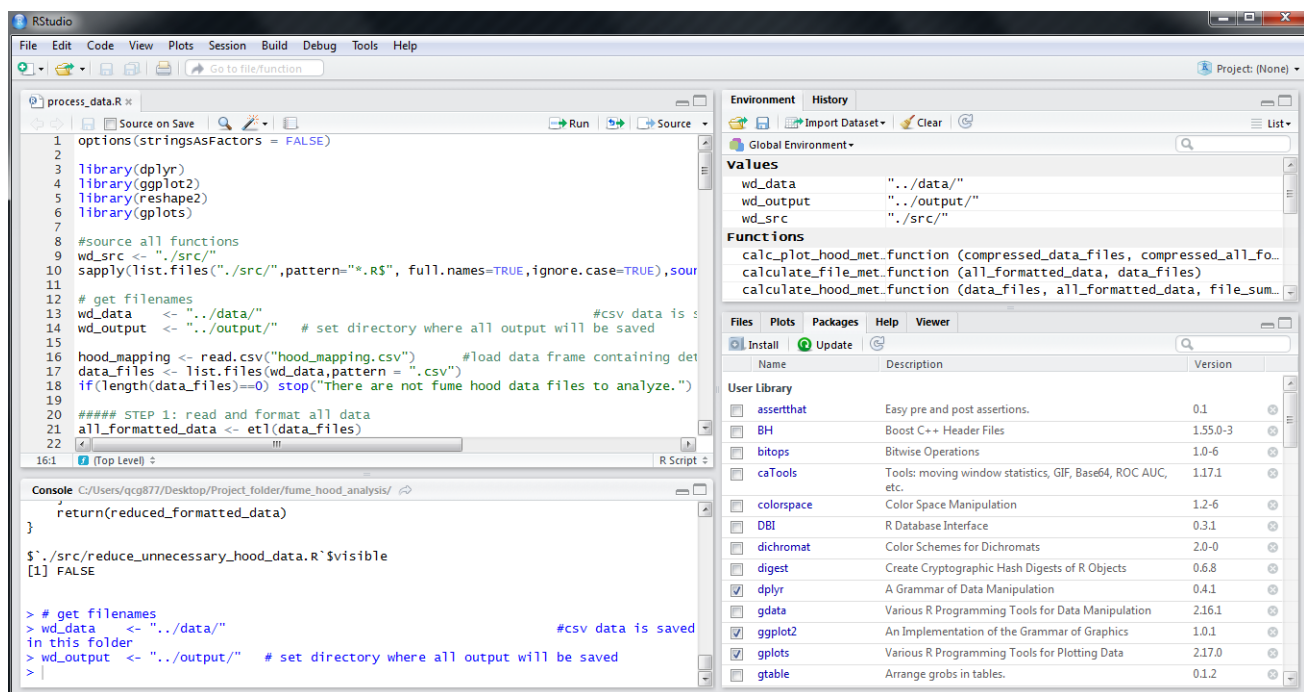 RStudio
File Edit Code View Plots Session Build Debug Tools Help
Go to file/function
Project: (None)
process_data.R
Source on Save
Run
Source
1 options(stringsAsFactors = FALSE)
2
3 library(dplyr)
4 library(ggplot2)
5 library(reshape2)
6 library(gplots)
7
8 #source all functions
9 wd_src <- "./src/"
10 sapply(list.files("./src/",pattern="*.R$", full.names=TRUE,ignore.case=TRUE),sour
11
12 # get filenames
13 wd_data    <- "../data/"                                          #csv data is s
14 wd_output  <- "../output/"   # set directory where all output will be saved
15
16 hood_mapping <- read.csv("hood_mapping.csv")      #load data frame containing det
17 data_files <- list.files(wd_data,pattern = ".csv")
18 if(length(data_files)==0) stop("There are not fume hood data files to analyze.")
19
20 ##### STEP 1: read and format all data
21 all_formatted_data <- etl(data_files)
22
16:1 (Top Level) R Script
Console C:/Users/qcg877/Desktop/Project_folder/fume_hood_analysis/
return(reduced_formatted_data)
}
$`./src/reduce_unnecessary_hood_data.R`$visible
[1] FALSE
> # get filenames
> wd_data    <- "../data/"                                          #csv data is saved
in this folder
> wd_output  <- "../output/"   # set directory where all output will be saved
>
Environment History
Import Dataset Clear List
Global Environment
Values
wd_data "../data/"
wd_output "../output/"
wd_src "./src/"
Functions
calc_plot_hood_met… function (compressed_data_files, compressed_all_fo…
calculate_file_met… function (all_formatted_data, data_files)
calculate_hood_met… function (data_files, all_formatted_data, file_sum…
Files Plots Packages Help Viewer
Install Update
Name Description Version
User Library
assertthat Easy pre and post assertions. 0.1
BH Boost C++ Header Files 1.55.0-3
bitops Bitwise Operations 1.0-6
caTools Tools: moving window statistics, GIF, Base64, ROC AUC, 1.17.1
etc.
colorspace Color Space Manipulation 1.2-6
DBI R Database Interface 0.3.1
dichromat Color Schemes for Dichromats 2.0-0
digest Create Cryptographic Hash Digests of R Objects 0.6.8
dplyr A Grammar of Data Manipulation 0.4.1
gdata Various R Programming Tools for Data Manipulation 2.16.1
ggplot2 An Implementation of the Grammar of Graphics 1.0.1
gplots Various R Programming Tools for Plotting Data 2.17.0
gtable Arrange grobs in tables. 0.1.2